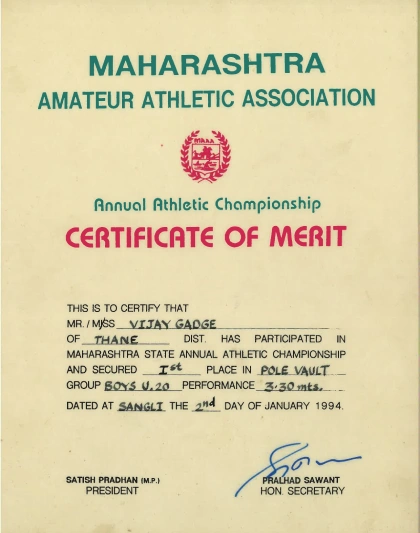 MAHARASHTRA
AMATEUR ATHLETIC ASSOCIATION
MAAA
Annual Athletic Championship
CERTIFICATE OF MERIT
THIS IS TO CERTIFY THAT
MR./MISS VIJAY GADGE
OF THANE DIST. HAS PARTICIPATED IN
MAHARASHTRA STATE ANNUAL ATHLETIC CHAMPIONSHIP
AND SECURED Ist PLACE IN POLE VAULT
GROUP BOYS U.20 PERFORMANCE 3.30 mts.
DATED AT SANGLI THE 2nd DAY OF JANUARY 1994.
SATISH PRADHAN (M.P.)
PRESIDENT
PRALHAD SAWANT
HON. SECRETARY